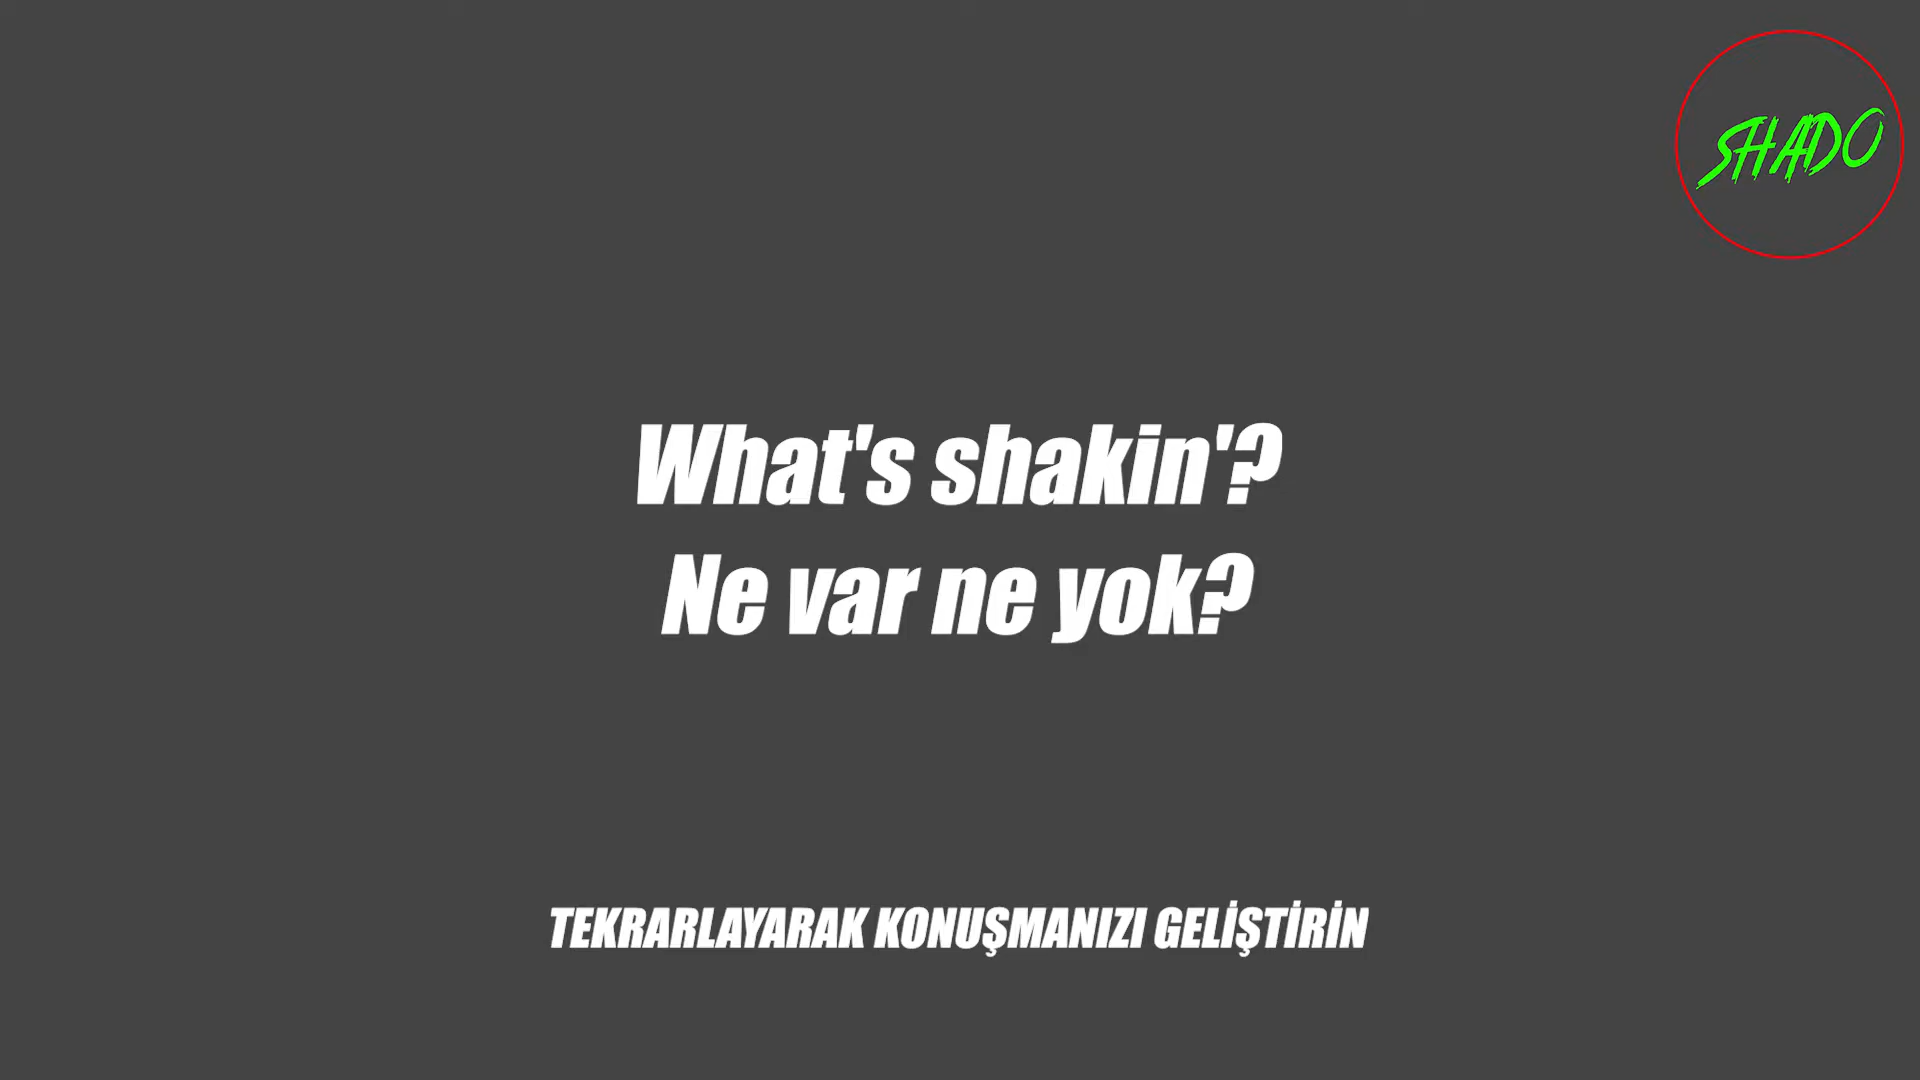 SHADO
What's shakin'?
Ne var ne yok?
TEKRARLAYARAK KONUŞMANIZI GELİŞTİRİN